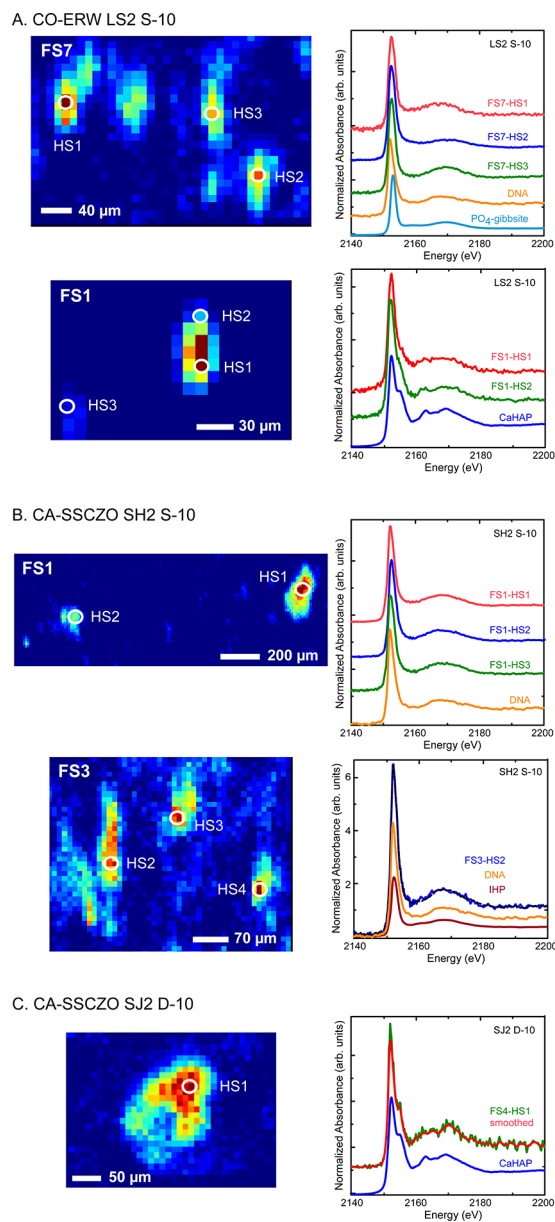 A. CO-ERW LS2 S-10
FS7
HS1
HS3
HS2
40 µm
Normalized Absorbance (arb. units)
LS2 S-10
FS7-HS1
FS7-HS2
FS7-HS3
DNA
PO4-gibbsite
2140 2160 2180 2200
Energy (eV)
FS1
HS2
HS1
HS3
30 µm
Normalized Absorbance (arb. units)
LS2 S-10
FS1-HS1
FS1-HS2
CaHAP
2140 2160 2180 2200
Energy (eV)
B. CA-SSCZO SH2 S-10
FS1
HS1
HS2
200 µm
Normalized Absorbance (arb. units)
SH2 S-10
FS1-HS1
FS1-HS2
FS1-HS3
DNA
2140 2160 2180 2200
Energy (eV)
FS3
HS3
HS2
HS4
70 µm
Normalized Absorbance (arb. units)
6
4
2
SH2 S-10
FS3-HS2
DNA
IHP
2140 2160 2180 2200
Energy (eV)
C. CA-SSCZO SJ2 D-10
HS1
50 µm
Normalized Absorbance (arb. units)
SJ2 D-10
FS4-HS1
smoothed
CaHAP
2140 2160 2180 2200
Energy (eV)